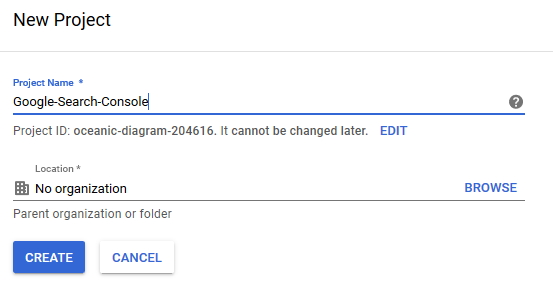 New Project
Project Name *
Google-Search-Console
Project ID: oceanic-diagram-204616. It cannot be changed later. EDIT
Location *
No organization BROWSE
Parent organization or folder
CREATE CANCEL